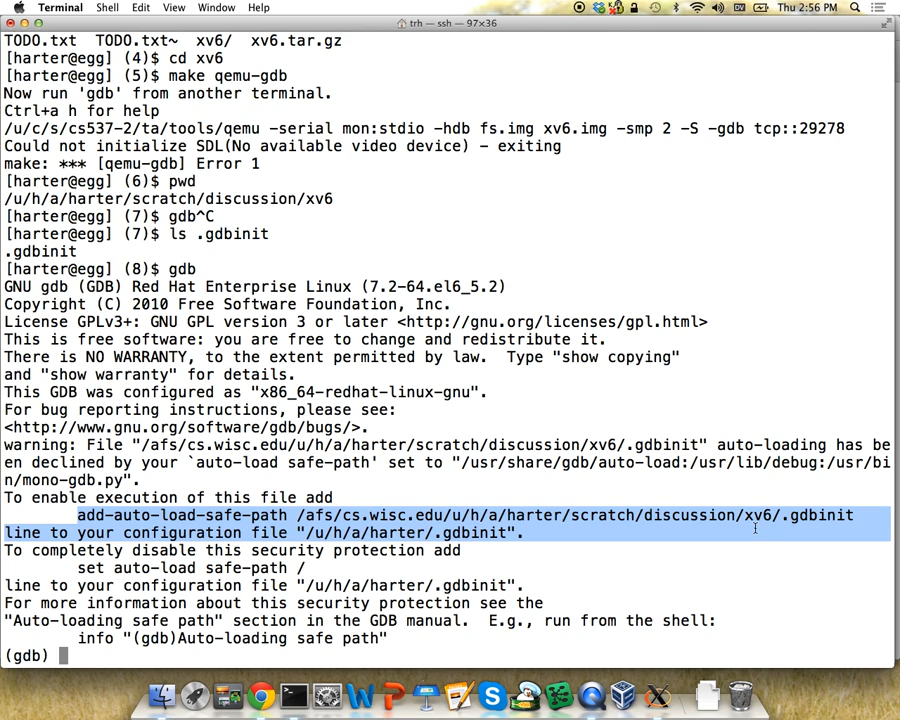 Terminal Shell Edit View Window Help Thu 2:56 PM
trh — ssh — 97×36
TODO.txt  TODO.txt~  xv6/  xv6.tar.gz
[harter@egg] (4)$ cd xv6
[harter@egg] (5)$ make qemu-gdb
Now run 'gdb' from another terminal.
Ctrl+a h for help
/u/c/s/cs537-2/ta/tools/qemu -serial mon:stdio -hdb fs.img xv6.img -smp 2 -S -gdb tcp::29278
Could not initialize SDL(No available video device) - exiting
make: *** [qemu-gdb] Error 1
[harter@egg] (6)$ pwd
/u/h/a/harter/scratch/discussion/xv6
[harter@egg] (7)$ gdb^C
[harter@egg] (7)$ ls .gdbinit
.gdbinit
[harter@egg] (8)$ gdb
GNU gdb (GDB) Red Hat Enterprise Linux (7.2-64.el6_5.2)
Copyright (C) 2010 Free Software Foundation, Inc.
License GPLv3+: GNU GPL version 3 or later <http://gnu.org/licenses/gpl.html>
This is free software: you are free to change and redistribute it.
There is NO WARRANTY, to the extent permitted by law.  Type "show copying"
and "show warranty" for details.
This GDB was configured as "x86_64-redhat-linux-gnu".
For bug reporting instructions, please see:
<http://www.gnu.org/software/gdb/bugs/>.
warning: File "/afs/cs.wisc.edu/u/h/a/harter/scratch/discussion/xv6/.gdbinit" auto-loading has be
en declined by your `auto-load safe-path' set to "/usr/share/gdb/auto-load:/usr/lib/debug:/usr/bi
n/mono-gdb.py".
To enable execution of this file add
        add-auto-load-safe-path /afs/cs.wisc.edu/u/h/a/harter/scratch/discussion/xv6/.gdbinit
line to your configuration file "/u/h/a/harter/.gdbinit".
To completely disable this security protection add
        set auto-load safe-path /
line to your configuration file "/u/h/a/harter/.gdbinit".
For more information about this security protection see the
"Auto-loading safe path" section in the GDB manual.  E.g., run from the shell:
        info "(gdb)Auto-loading safe path"
(gdb)